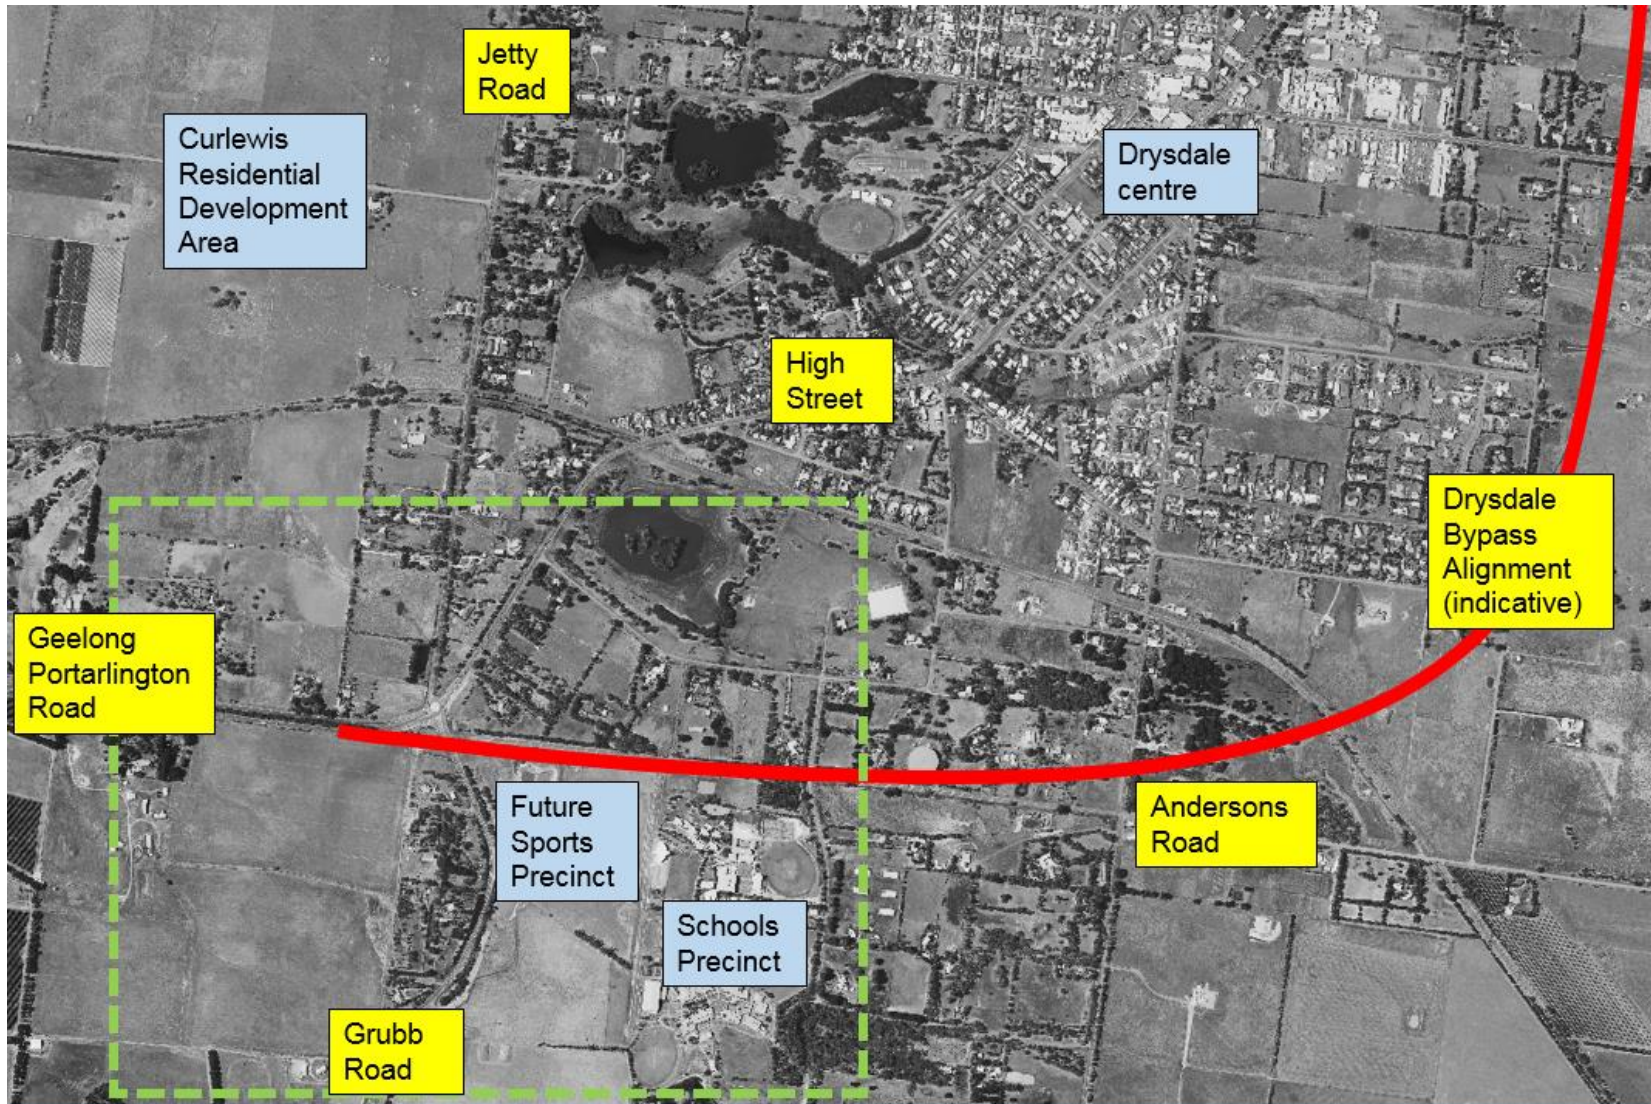 Jetty
Road
Curlewis
Residential
Development
Area
Drysdale
centre
High
Street
Drysdale
Bypass
Alignment
(indicative)
Geelong
Portarlington
Road
Future
Sports
Precinct
Andersons
Road
Schools
Precinct
Grubb
Road